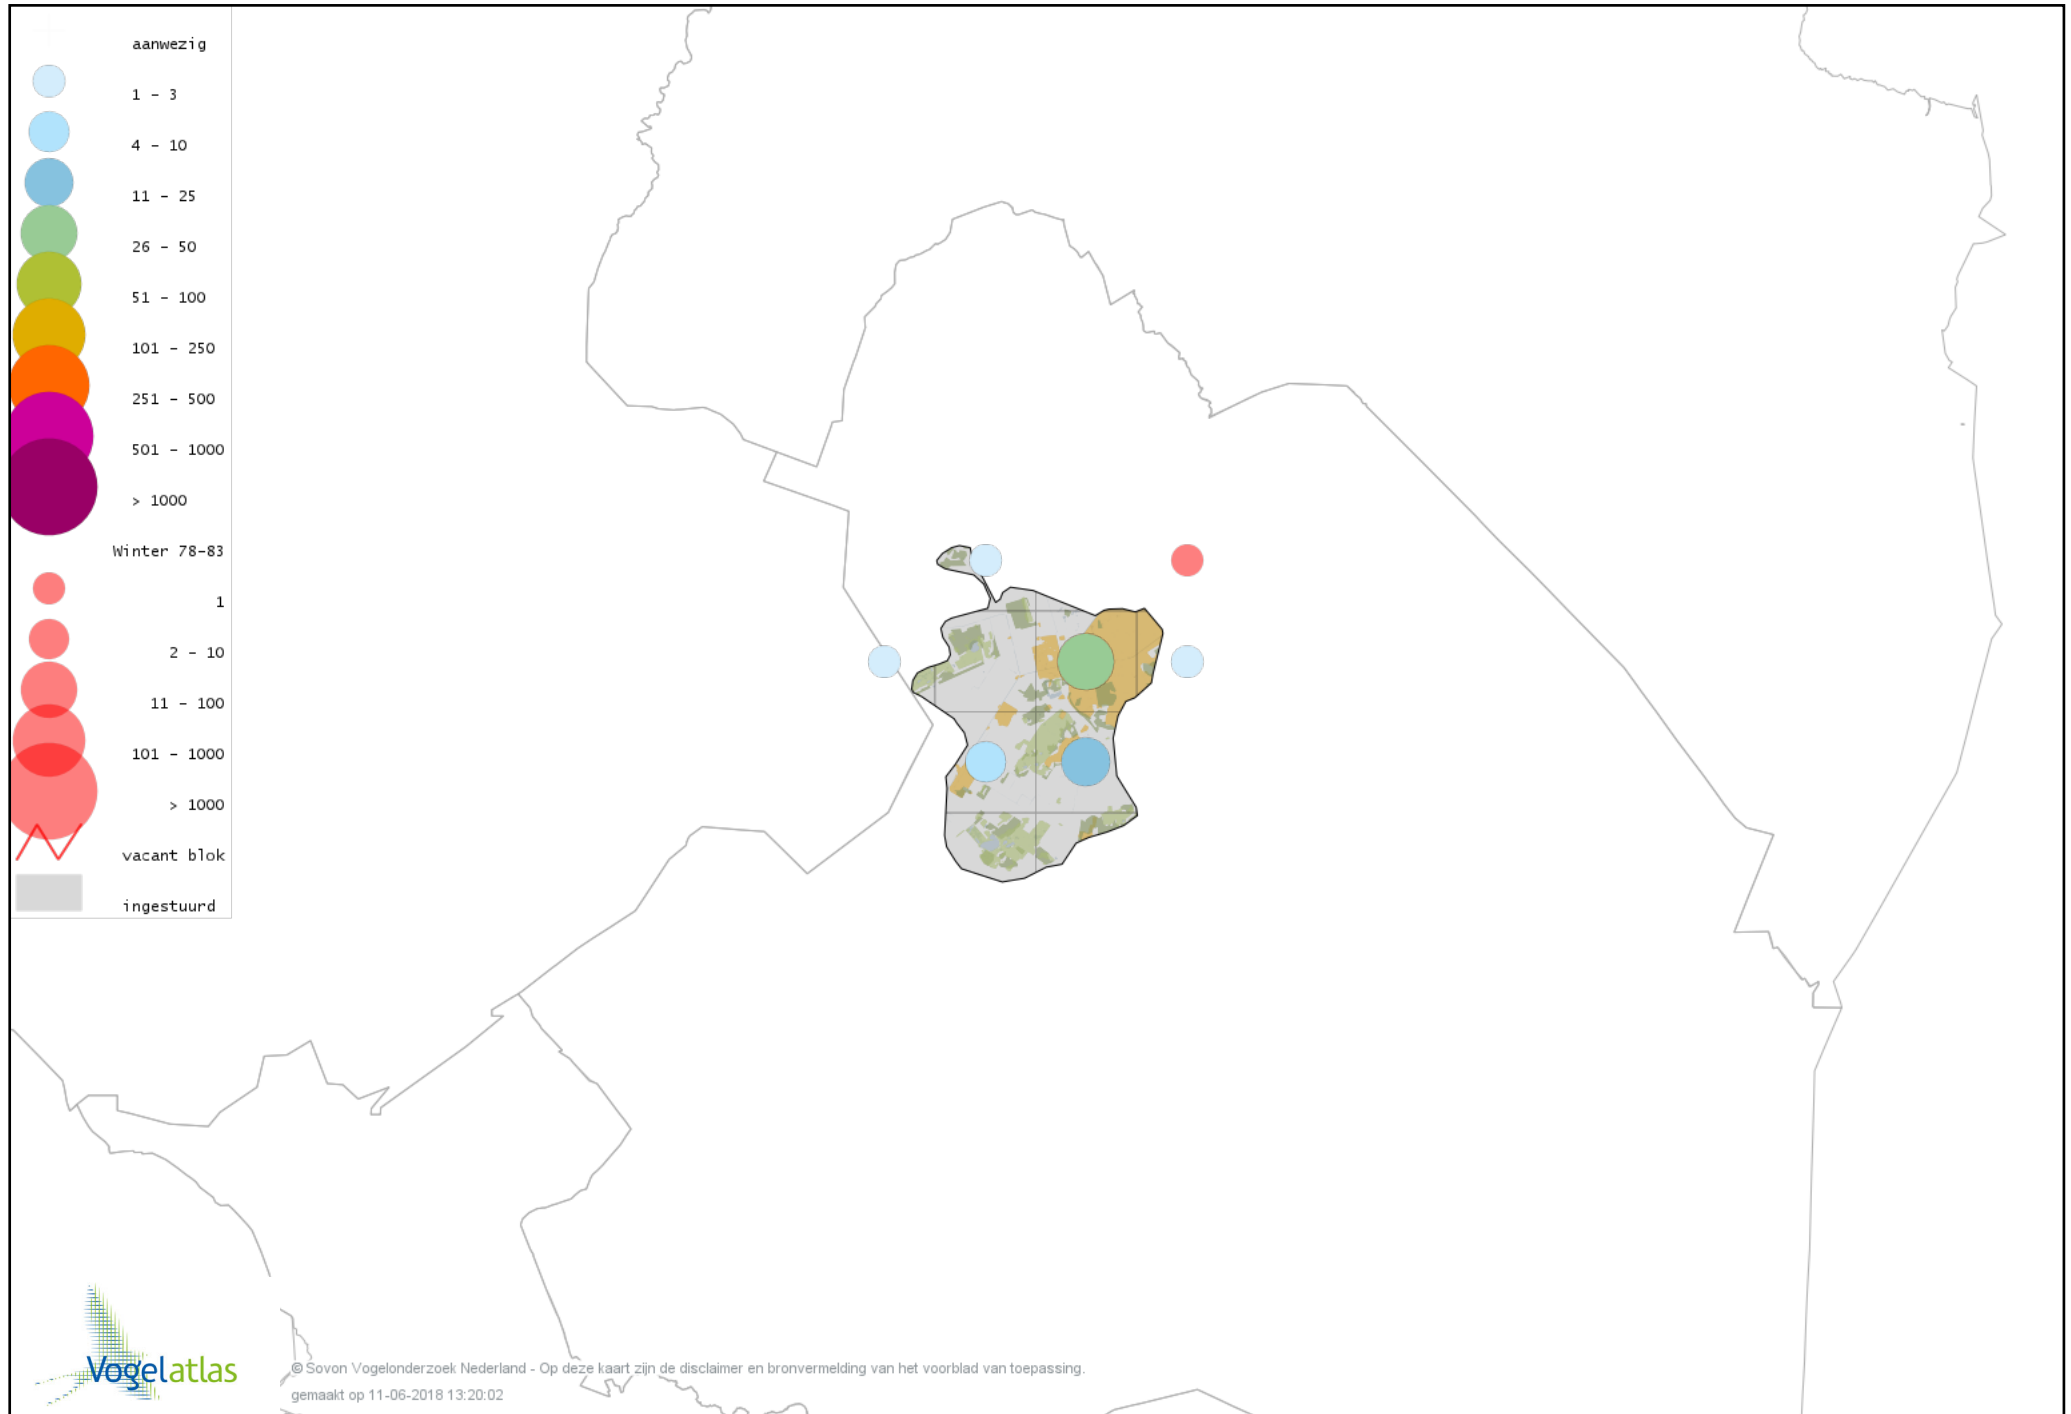 aanwezig
1 – 3
4 – 10
11 – 25
26 – 50
51 – 100
101 – 250
251 – 500
501 – 1000
> 1000
Winter 78–83
1
2 – 10
11 – 100
101 – 1000
> 1000
vacant blok
ingestuurd
Vogelatlas
© Sovon Vogelonderzoek Nederland - Op deze kaart zijn de disclaimer en bronvermelding van het voorblad van toepassing.
gemaakt op 11-06-2018 13:20:02